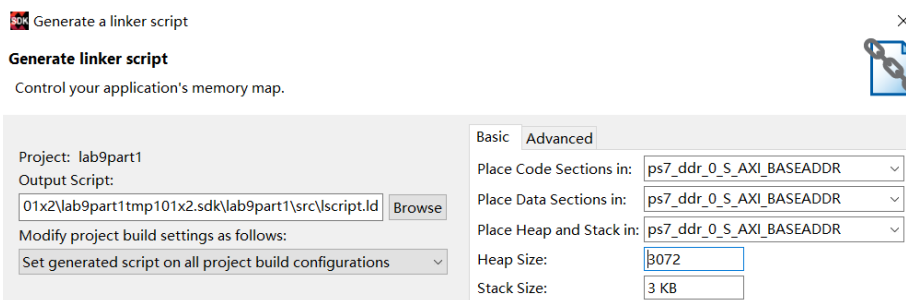 SDK Generate a linker script
Generate linker script
Control your application's memory map.
Project: lab9part1
Output Script:
01x2\lab9part1tmp101x2.sdk\lab9part1\src\lscript.ld Browse
Modify project build settings as follows:
Set generated script on all project build configurations
Basic Advanced
Place Code Sections in: ps7_ddr_0_S_AXI_BASEADDR
Place Data Sections in: ps7_ddr_0_S_AXI_BASEADDR
Place Heap and Stack in: ps7_ddr_0_S_AXI_BASEADDR
Heap Size: 3072
Stack Size: 3 KB